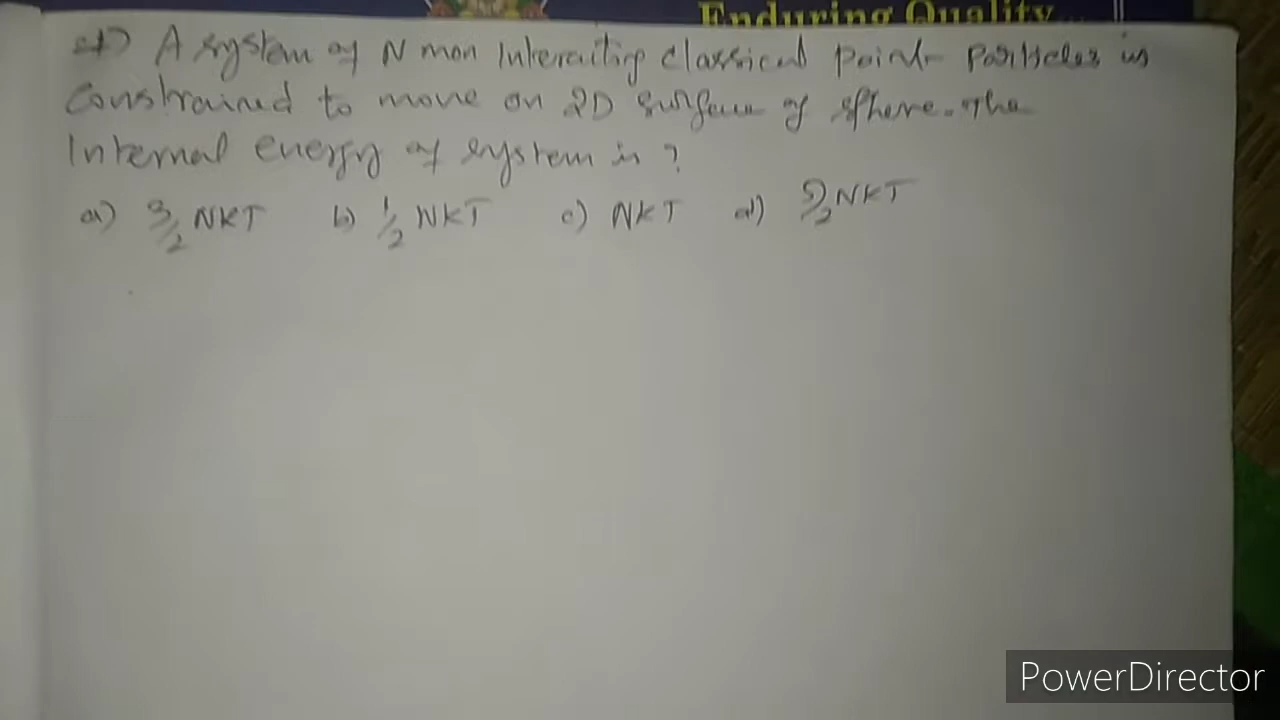 Enduring Quality...
A system of N non Interacting classical point particles is
Constrained to move on 2D surface of sphere. The
Internal energy of system is ?
a) 3/2 NKT b) 1/2 NKT c) NKT d) 5/2 NKT
PowerDirector